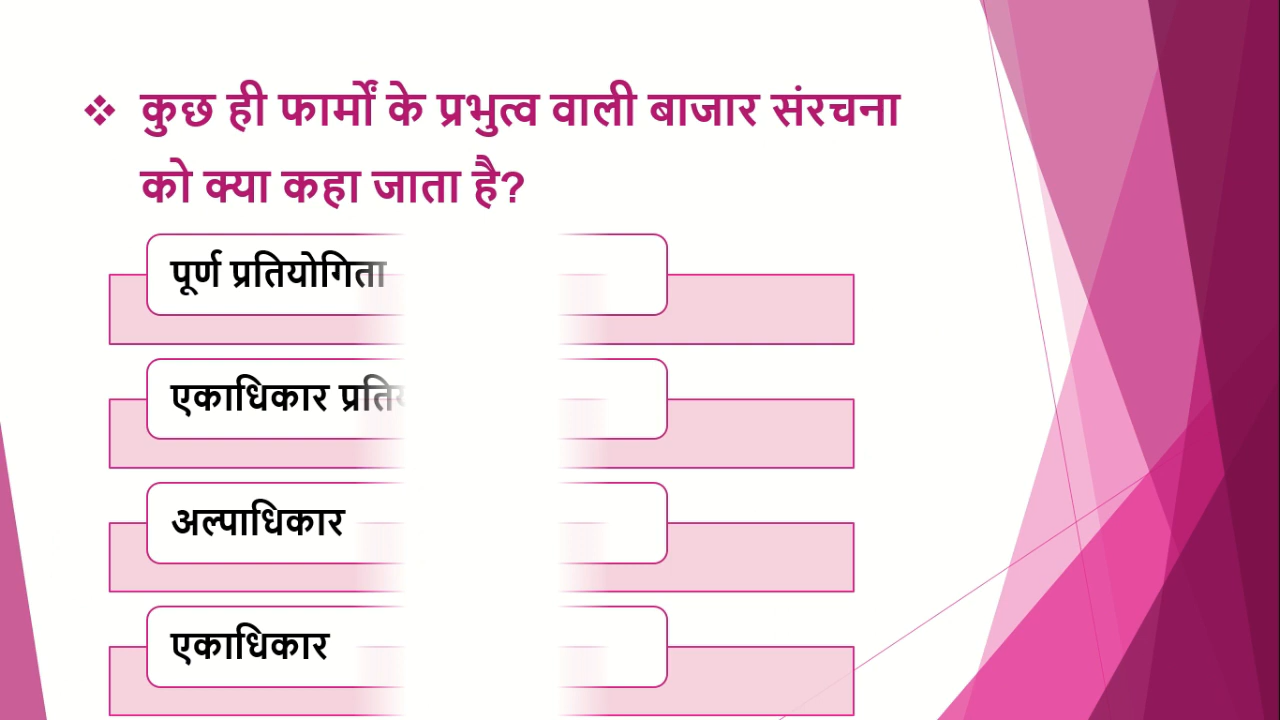 कुछ ही फार्मों के प्रभुत्व वाली बाजार संरचना
को क्या कहा जाता है?
पूर्ण प्रतियोगिता
एकाधिकार
अल्पाधिकार
एकाधिकार